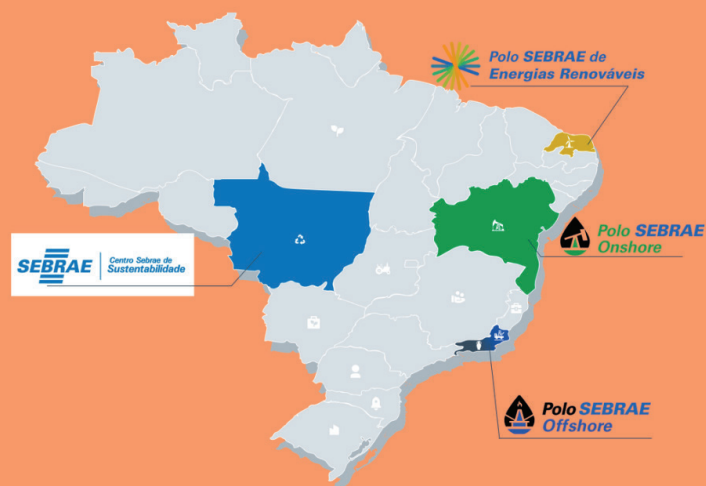 Polo SEBRAE de
Energias Renováveis
Polo SEBRAE
Onshore
SEBRAE
Centro Sebrae de
Sustentabilidade
Polo SEBRAE
Offshore